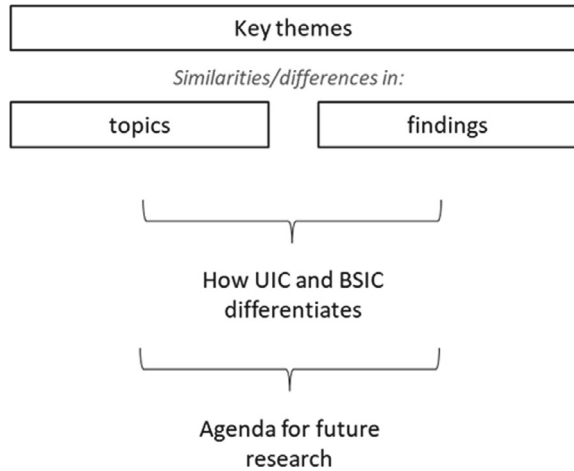 Key themes
Similarities/differences in:
topics
findings
How UIC and BSIC
differentiates
Agenda for future
research